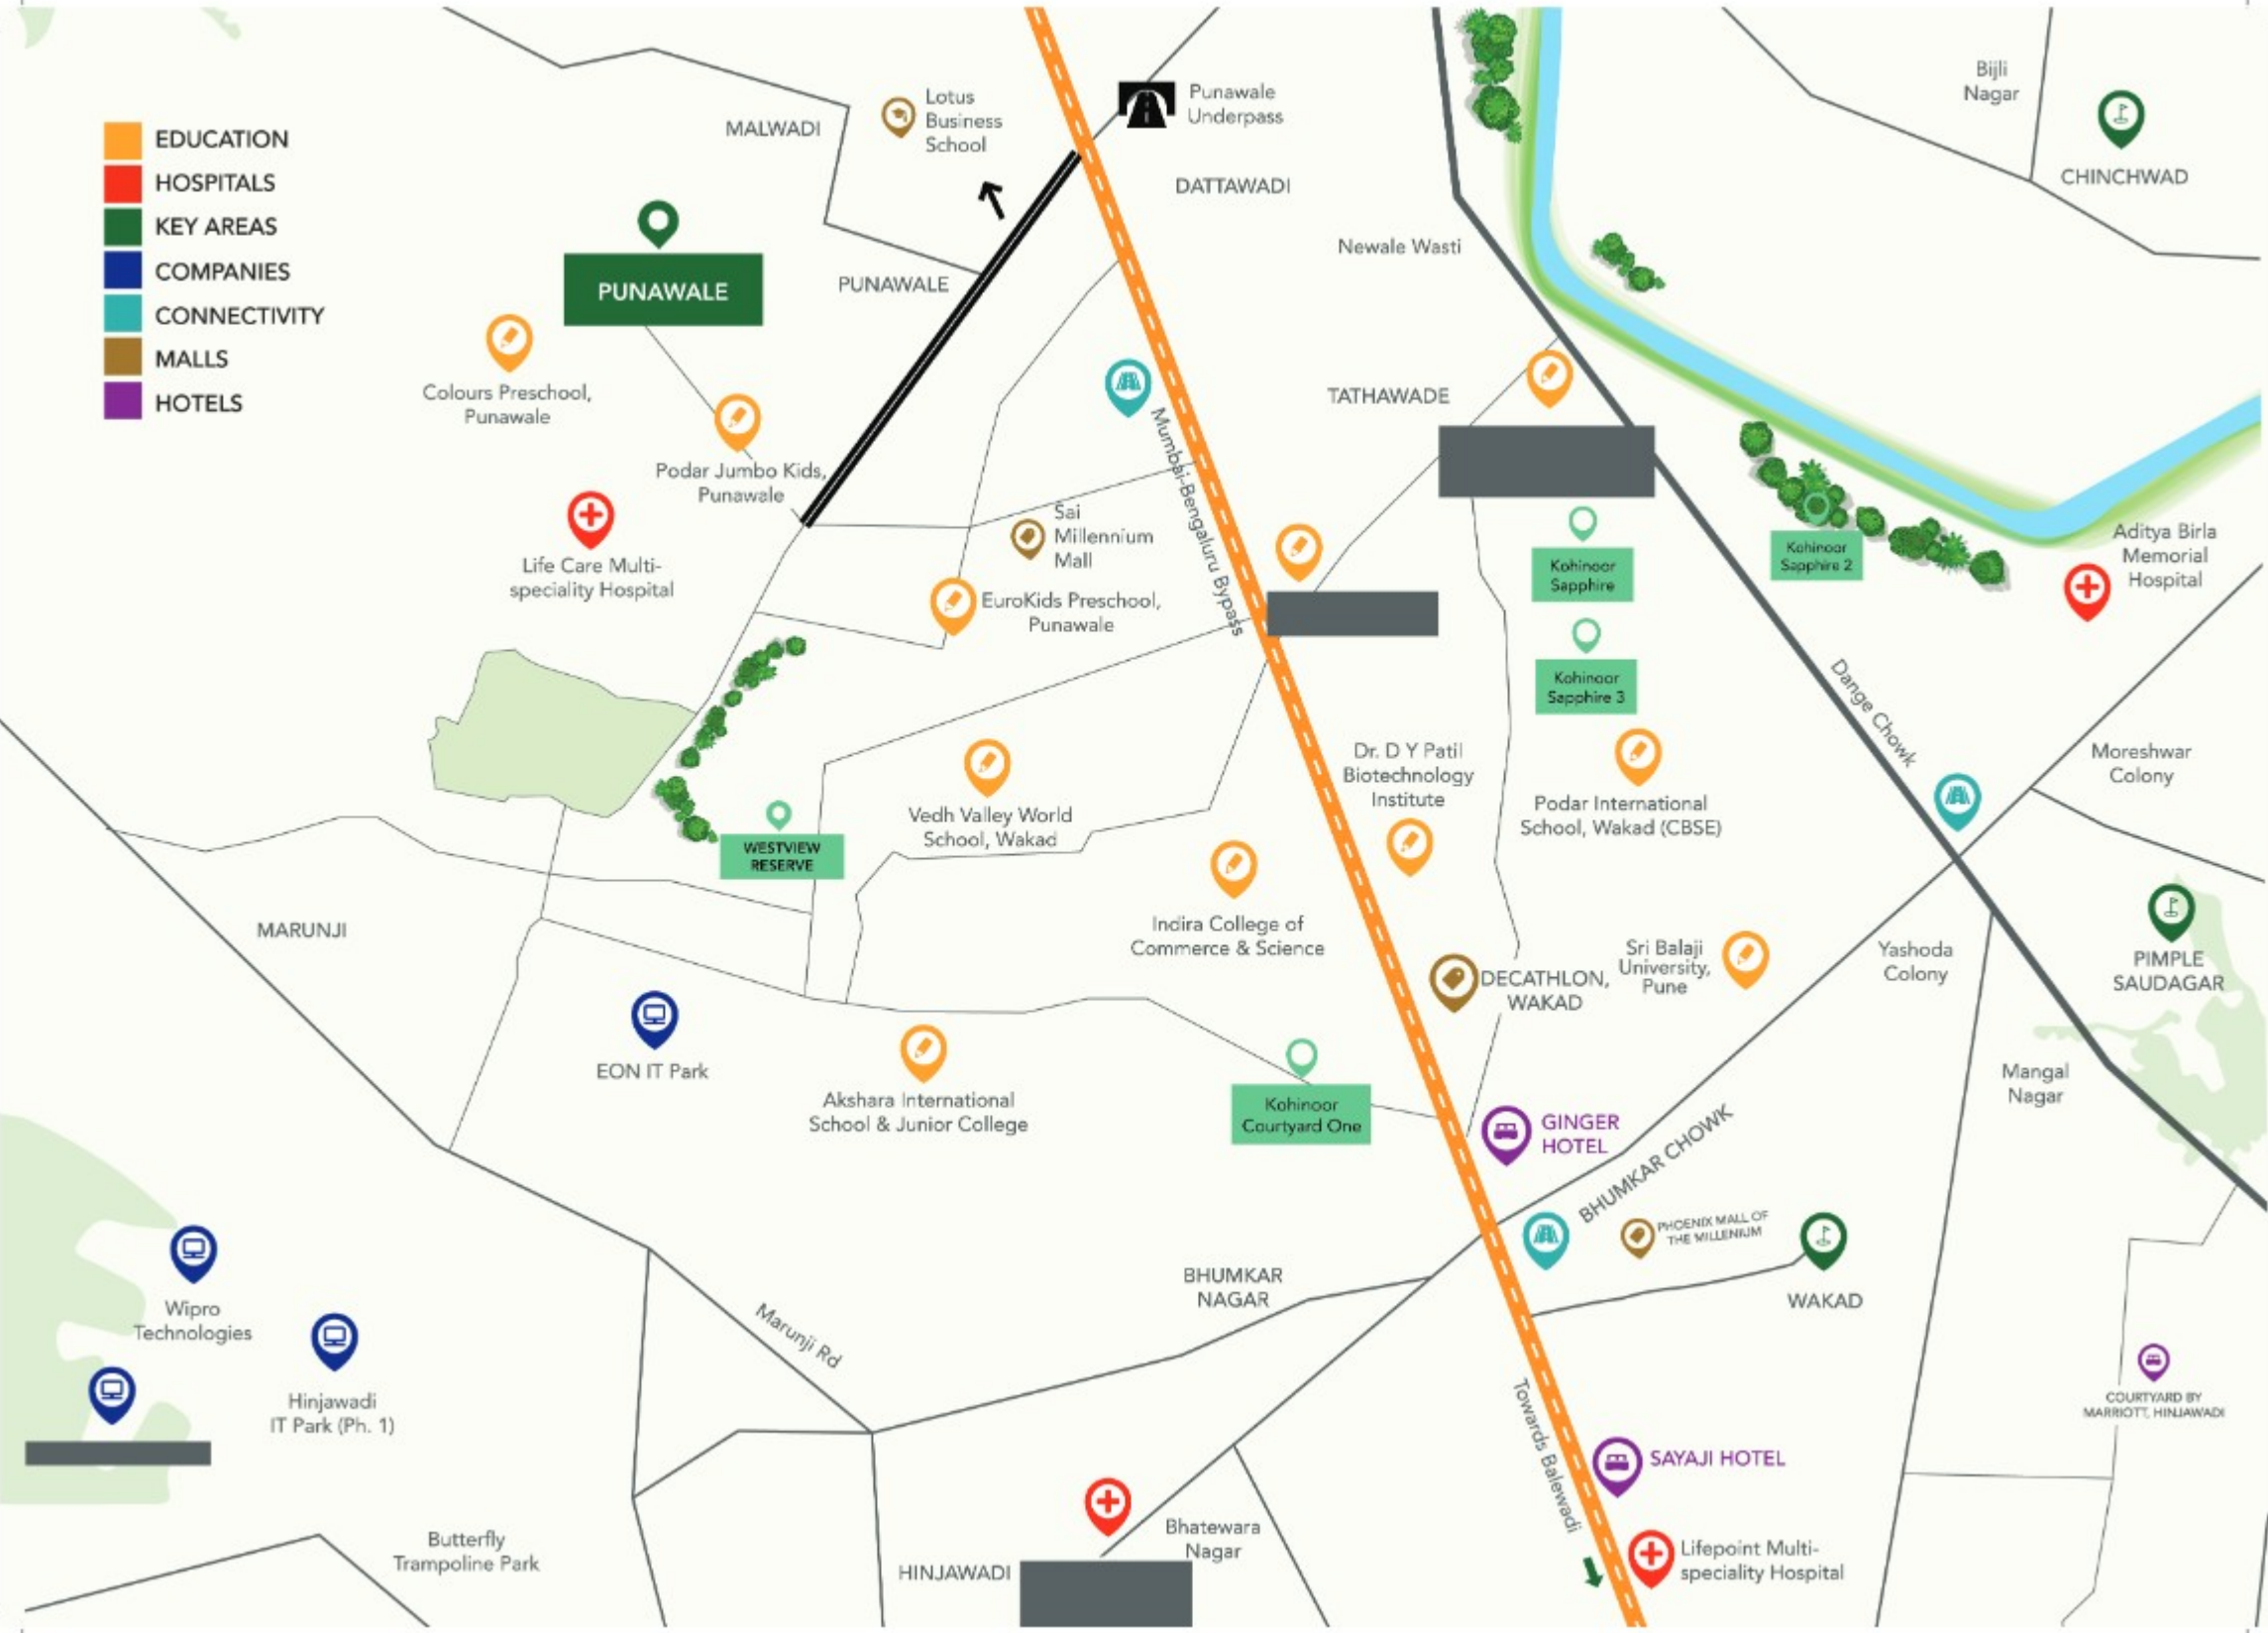 EDUCATION
HOSPITALS
KEY AREAS
COMPANIES
CONNECTIVITY
MALLS
HOTELS
MALWADI
Lotus
Business
School
Punawale
Underpass
DATTAWADI
Newale Wasti
Bijli
Nagar
CHINCHWAD
PUNAWALE
PUNAWALE
Colours Preschool,
Punawale
Podar Jumbo Kids,
Punawale
TATHAWADE
Mumbai-Bengaluru Bypass
Life Care Multi-
speciality Hospital
Sai
Millennium
Mall
EuroKids Preschool,
Punawale
Kohinoor
Sapphire
Kohinoor
Sapphire 2
Aditya Birla
Memorial
Hospital
Kohinoor
Sapphire 3
Dange Chowk
Moreshwar
Colony
Dr. D Y Patil
Biotechnology
Institute
Podar International
School, Wakad (CBSE)
Vedh Valley World
School, Wakad
WESTVIEW
RESERVE
MARUNJI
Indira College of
Commerce & Science
DECATHLON,
WAKAD
Sri Balaji
University,
Pune
Yashoda
Colony
PIMPLE
SAUDAGAR
EON IT Park
Akshara International
School & Junior College
Kohinoor
Courtyard One
GINGER
HOTEL
Mangal
Nagar
BHUMKAR CHOWK
PHOENIX MALL OF
THE MILLENIUM
WAKAD
BHUMKAR
NAGAR
Wipro
Technologies
Marunji Rd
Hinjawadi
IT Park (Ph. 1)
COURTYARD BY
MARRIOTT, HINJAWADI
Towards Balewadi
SAYAJI HOTEL
Butterfly
Trampoline Park
HINJAWADI
Bhatewara
Nagar
Lifepoint Multi-
speciality Hospital